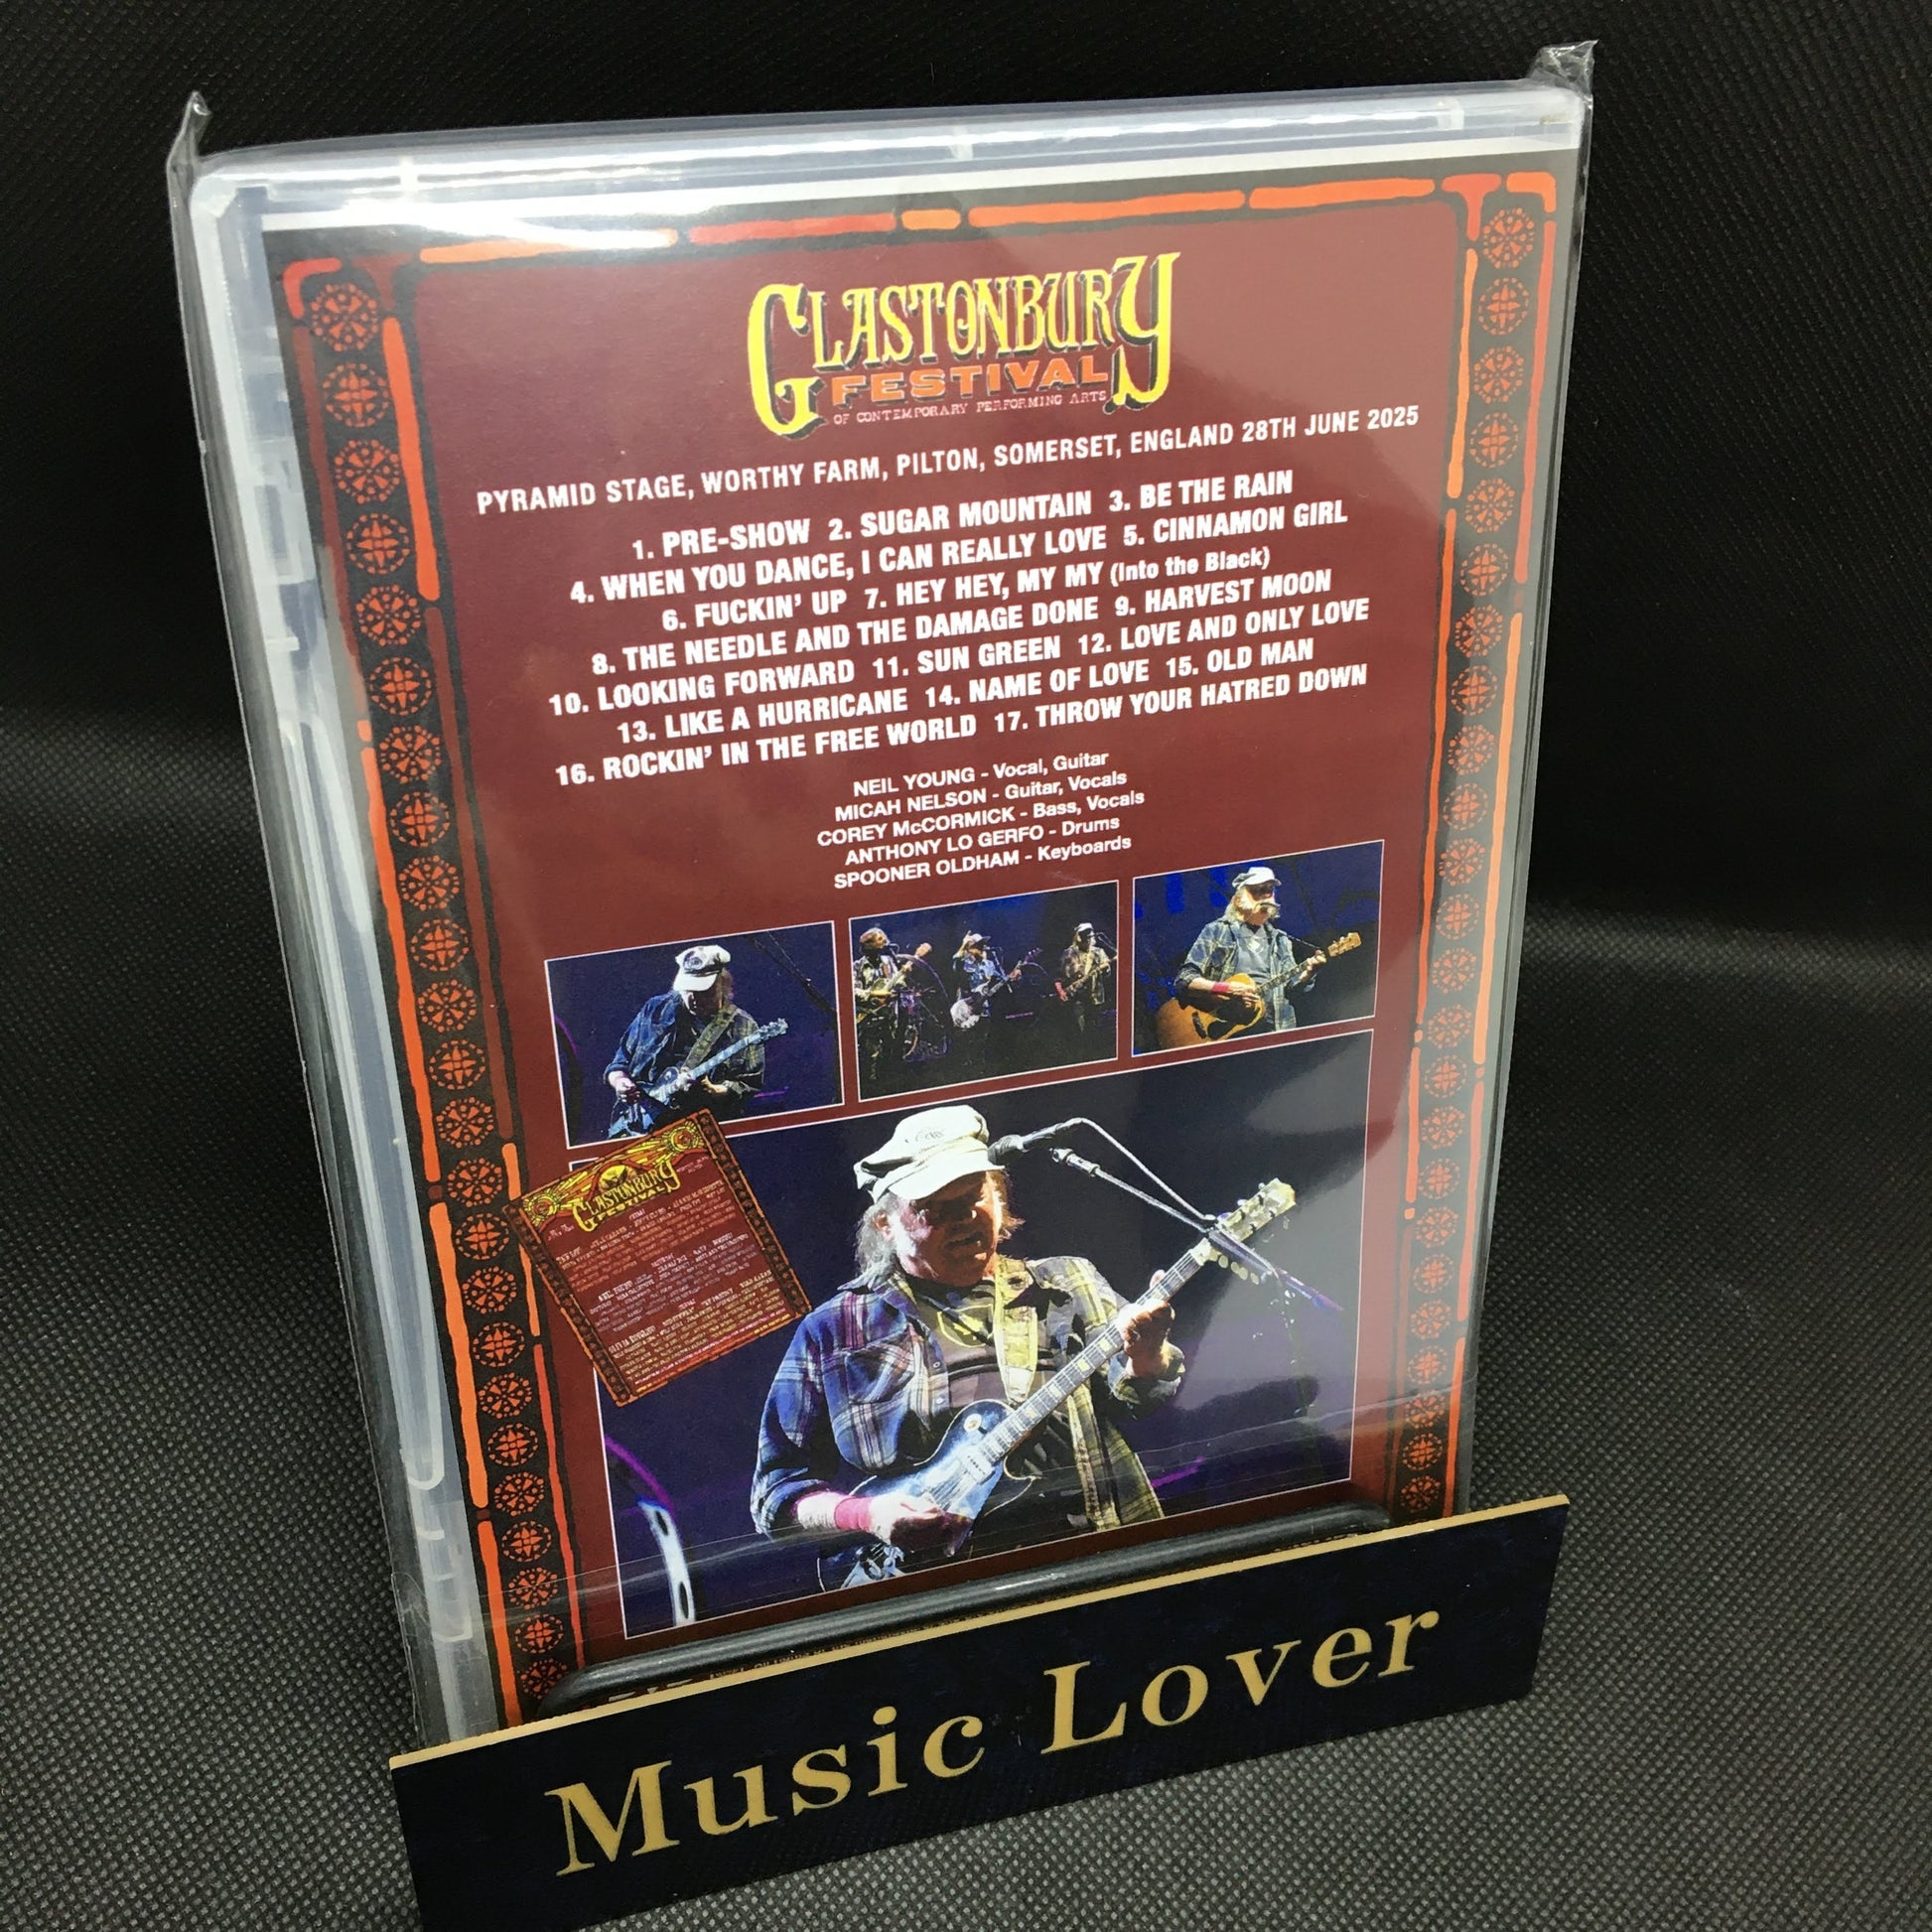 GLASTONBURY
FESTIVAL
OF CONTEMPORARY PERFORMING ARTS
PYRAMID STAGE, WORTHY FARM, PILTON, SOMERSET, ENGLAND 28TH JUNE 2025
1. PRE-SHOW 2. SUGAR MOUNTAIN 3. BE THE RAIN
4. WHEN YOU DANCE, I CAN REALLY LOVE 5. CINNAMON GIRL
6. FUCKIN' UP 7. HEY HEY, MY MY (Into the Black)
8. THE NEEDLE AND THE DAMAGE DONE 9. HARVEST MOON
10. LOOKING FORWARD 11. SUN GREEN 12. LOVE AND ONLY LOVE
13. LIKE A HURRICANE 14. NAME OF LOVE 15. OLD MAN
16. ROCKIN' IN THE FREE WORLD 17. THROW YOUR HATRED DOWN
NEIL YOUNG - Vocal, Guitar
MICAH NELSON - Guitar, Vocals
COREY McCORMICK - Bass, Vocals
ANTHONY LO GERFO - Drums
SPOONER OLDHAM - Keyboards
GLASTONBURY
FESTIVAL
Music Lover